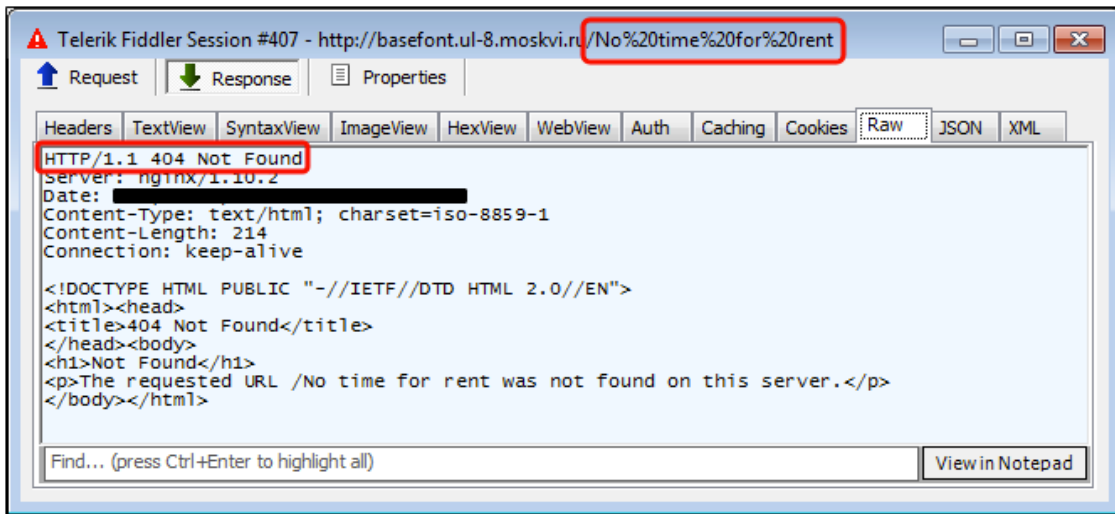 Telerik Fiddler Session #407 - http://basefont.ul-8.moskvi.ru/No%20time%20for%20rent
Request Response Properties
Headers TextView SyntaxView ImageView HexView WebView Auth Caching Cookies Raw JSON XML
HTTP/1.1 404 Not Found
Server: nginx/1.10.2
Date:
Content-Type: text/html; charset=iso-8859-1
Content-Length: 214
Connection: keep-alive
<!DOCTYPE HTML PUBLIC "-//IETF//DTD HTML 2.0//EN">
<html><head>
<title>404 Not Found</title>
</head><body>
<h1>Not Found</h1>
<p>The requested URL /No time for rent was not found on this server.</p>
</body></html>
Find... (press Ctrl+Enter to highlight all) View in Notepad